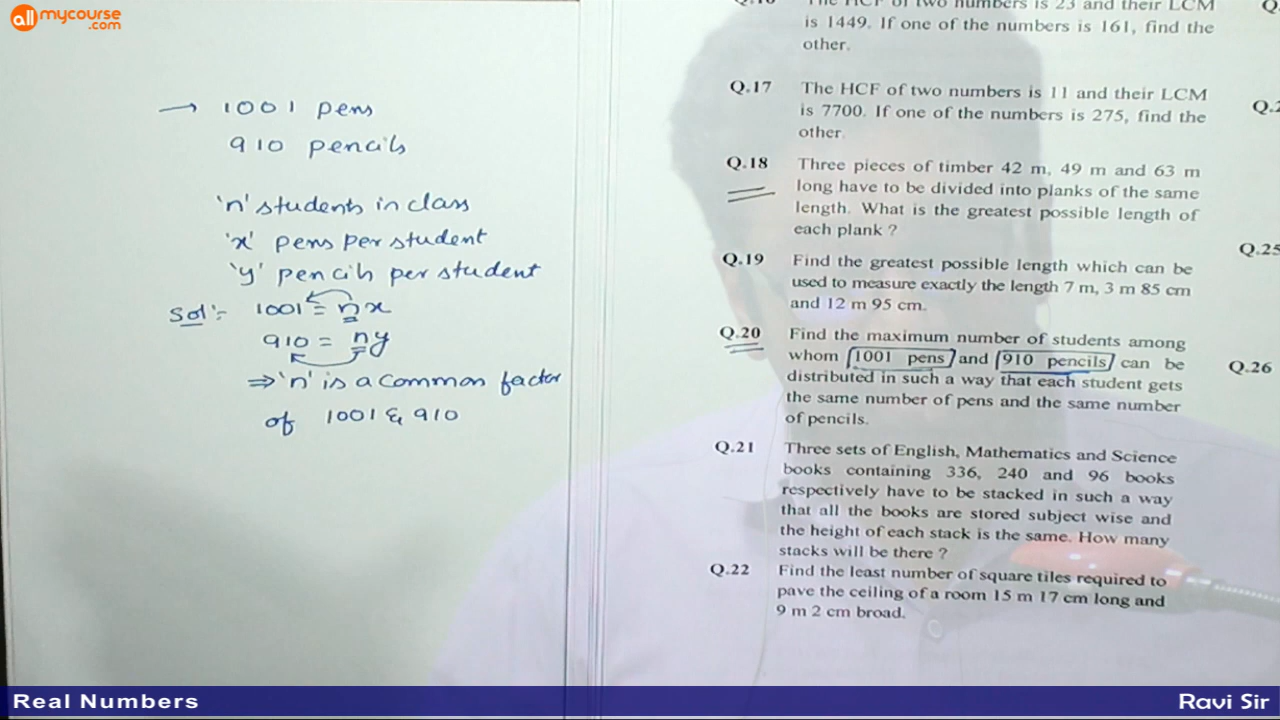 allmycourse
.com
→ 1001 pens
910 pencils
'n' students in class
'x' pens per student
'y' pencils per student
Sol:- 1001 = nx
910 = ny
⇒ 'n' is a common factor
of 1001 & 910
of two numbers is 23 and their LCM
is 1449. If one of the numbers is 161, find the
other.
Q.17 The HCF of two numbers is 11 and their LCM
is 7700. If one of the numbers is 275, find the
other.
Q.18 Three pieces of timber 42 m, 49 m and 63 m
long have to be divided into planks of the same
length. What is the greatest possible length of
each plank ?
Q.19 Find the greatest possible length which can be
used to measure exactly the length 7 m, 3 m 85 cm
and 12 m 95 cm.
Q.20 Find the maximum number of students among
whom 1001 pens and 910 pencils can be
distributed in such a way that each student gets
the same number of pens and the same number
of pencils.
Q.21 Three sets of English, Mathematics and Science
books containing 336, 240 and 96 books
respectively have to be stacked in such a way
that all the books are stored subject wise and
the height of each stack is the same. How many
stacks will be there ?
Q.22 Find the least number of square tiles required to
pave the ceiling of a room 15 m 17 cm long and
9 m 2 cm broad.
Q.25
Q.26
Real Numbers
Ravi Sir